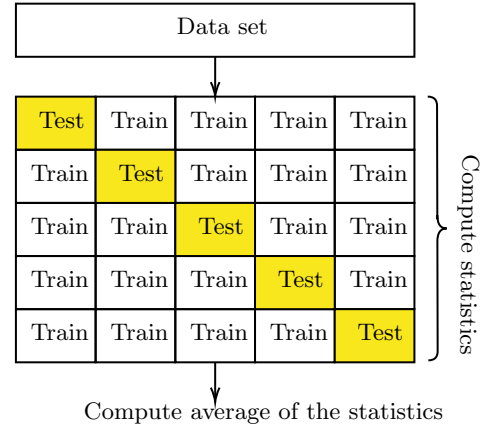 Data set
Test Train Train Train Train
Train Test Train Train Train
Train Train Test Train Train
Train Train Train Test Train
Train Train Train Train Test
Compute statistics
Compute average of the statistics